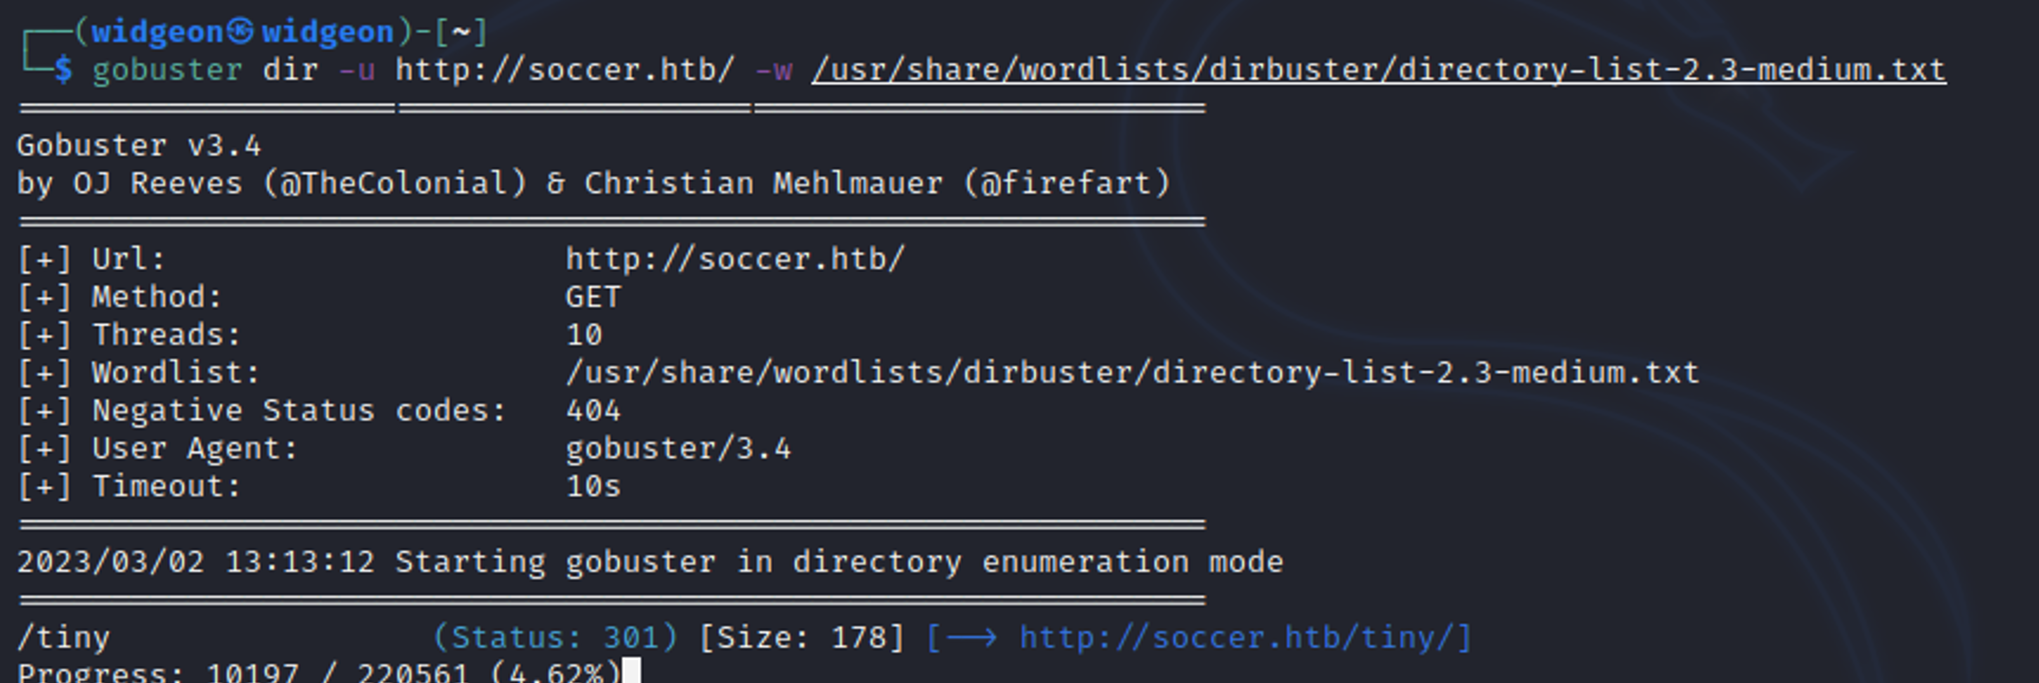 ┌──(widgeon㉿widgeon)-[~]
└─$ gobuster dir -u http://soccer.htb/ -w /usr/share/wordlists/dirbuster/directory-list-2.3-medium.txt
===============================================================
Gobuster v3.4
by OJ Reeves (@TheColonial) & Christian Mehlmauer (@firefart)
===============================================================
[+] Url:                     http://soccer.htb/
[+] Method:                  GET
[+] Threads:                 10
[+] Wordlist:                /usr/share/wordlists/dirbuster/directory-list-2.3-medium.txt
[+] Negative Status codes:   404
[+] User Agent:              gobuster/3.4
[+] Timeout:                 10s
===============================================================
2023/03/02 13:13:12 Starting gobuster in directory enumeration mode
===============================================================
/tiny                 (Status: 301) [Size: 178] [--> http://soccer.htb/tiny/]
Progress: 10197 / 220561 (4.62%)